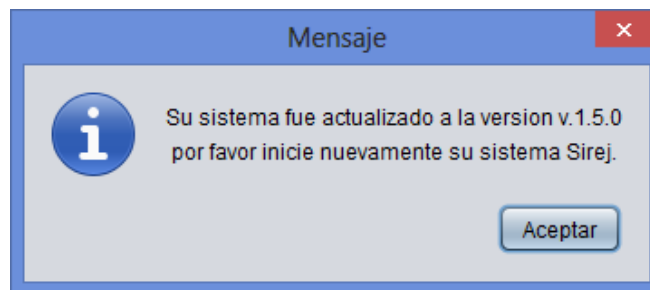 Mensaje
Su sistema fue actualizado a la version v.1.5.0
por favor inicie nuevamente su sistema Sirej.
Aceptar